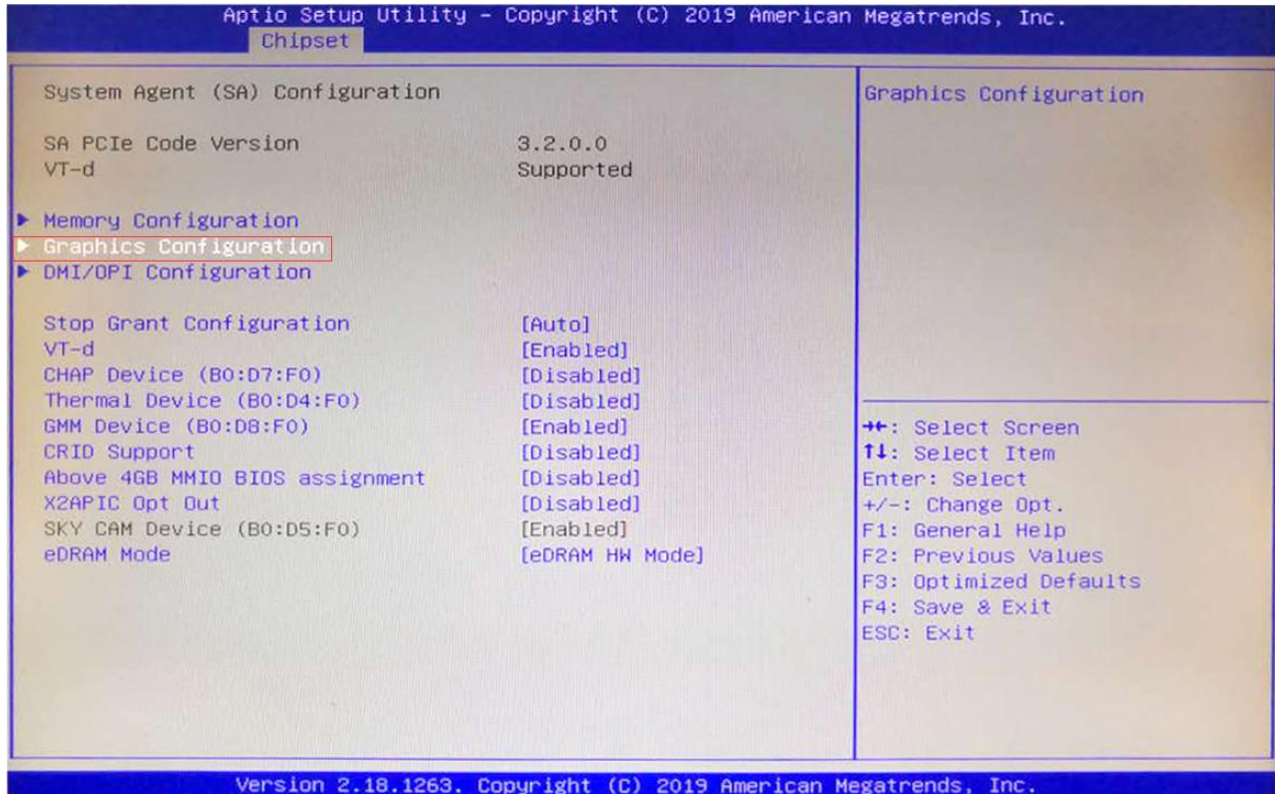 Aptio Setup Utility – Copyright (C) 2019 American Megatrends, Inc.
Chipset
System Agent (SA) Configuration
SA PCIe Code Version 3.2.0.0
VT-d Supported
Memory Configuration
Graphics Configuration
DMI/OPI Configuration
Stop Grant Configuration [Auto]
VT-d [Enabled]
CHAP Device (B0:D7:F0) [Disabled]
Thermal Device (B0:D4:F0) [Disabled]
GMM Device (B0:D8:F0) [Enabled]
CRID Support [Disabled]
Above 4GB MMIO BIOS assignment [Disabled]
X2APIC Opt Out [Disabled]
SKY CAM Device (B0:D5:F0) [Enabled]
eDRAM Mode [eDRAM HW Mode]
Graphics Configuration
→←: Select Screen
↑↓: Select Item
Enter: Select
+/-: Change Opt.
F1: General Help
F2: Previous Values
F3: Optimized Defaults
F4: Save & Exit
ESC: Exit
Version 2.18.1263. Copyright (C) 2019 American Megatrends, Inc.